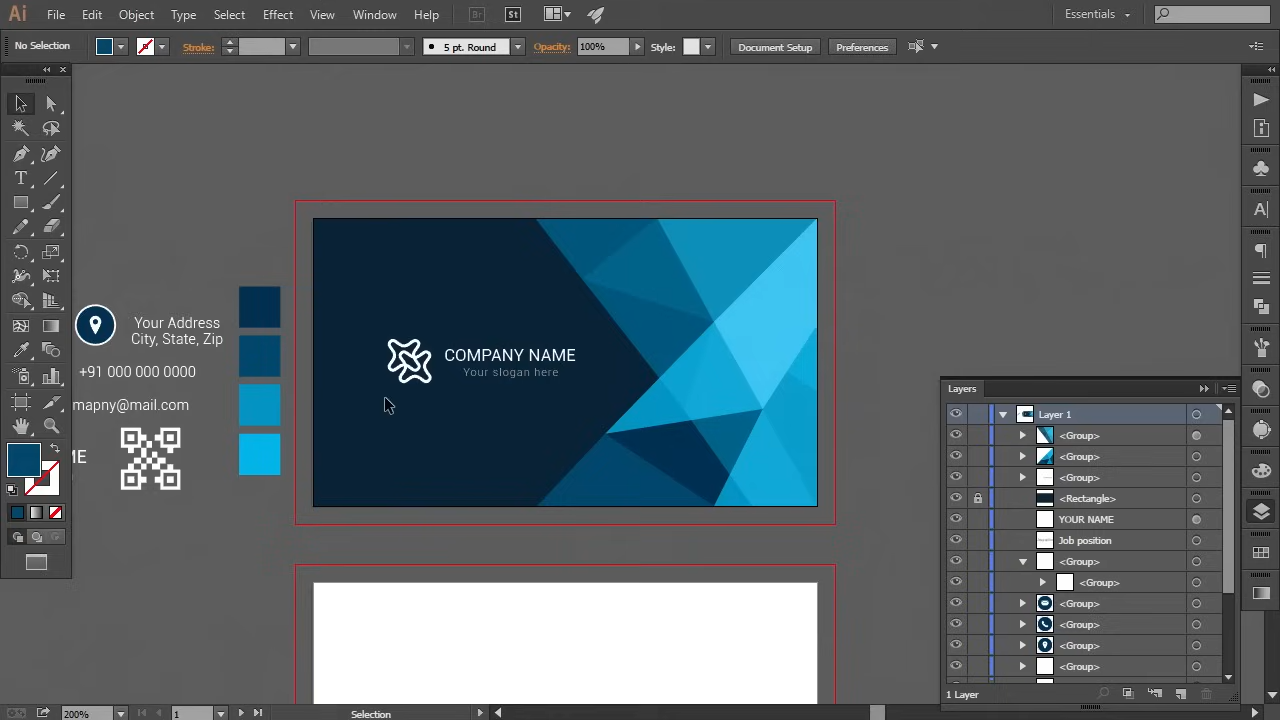 Ai File Edit Object Type Select Effect View Window Help Br St Essentials
No Selection Stroke: 5 pt. Round Opacity: 100% Style: Document Setup Preferences
Your Address
City, State, Zip
+91 000 000 0000
mapny@mail.com
ME
COMPANY NAME
Your slogan here
Layers
Layer 1
<Group>
<Group>
<Group>
<Rectangle>
YOUR NAME
Job position
<Group>
<Group>
<Group>
<Group>
<Group>
<Group>
1 Layer
200% 1 Selection